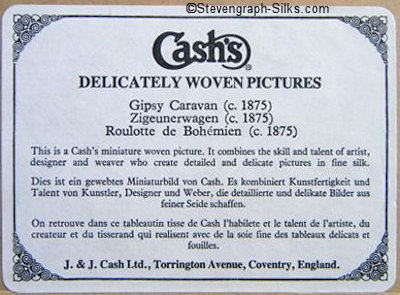 ©Stevengraph-Silks.com
Cash's®
DELICATELY WOVEN PICTURES
Gipsy Caravan (c. 1875)
Zigeunerwagen (c. 1875)
Roulotte de Bohémien (c. 1875)
This is a Cash's miniature woven picture. It combines the skill and talent of artist,
designer and weaver who create detailed and delicate pictures in fine silk.
Dies ist ein gewebtes Miniaturbild von Cash. Es kombiniert Kunstfertigkeit und
Talent von Kunstler, Designer und Weber, die detaillierte und delikate Bilder aus
feiner Seide schaffen.
On retrouve dans ce tableautin tisse de Cash l'habilete et le talent de l'artiste, du
createur et du tisserand qui realisent avec de la soie fine des tableaux delicats et
fouilles.
J. & J. Cash Ltd., Torrington Avenue, Coventry, England.